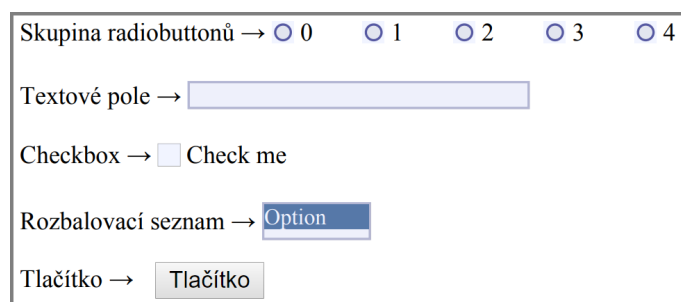 Skupina radiobuttonů → 0 1 2 3 4
Textové pole →
Checkbox → Check me
Rozbalovací seznam → Option
Tlačítko → Tlačítko